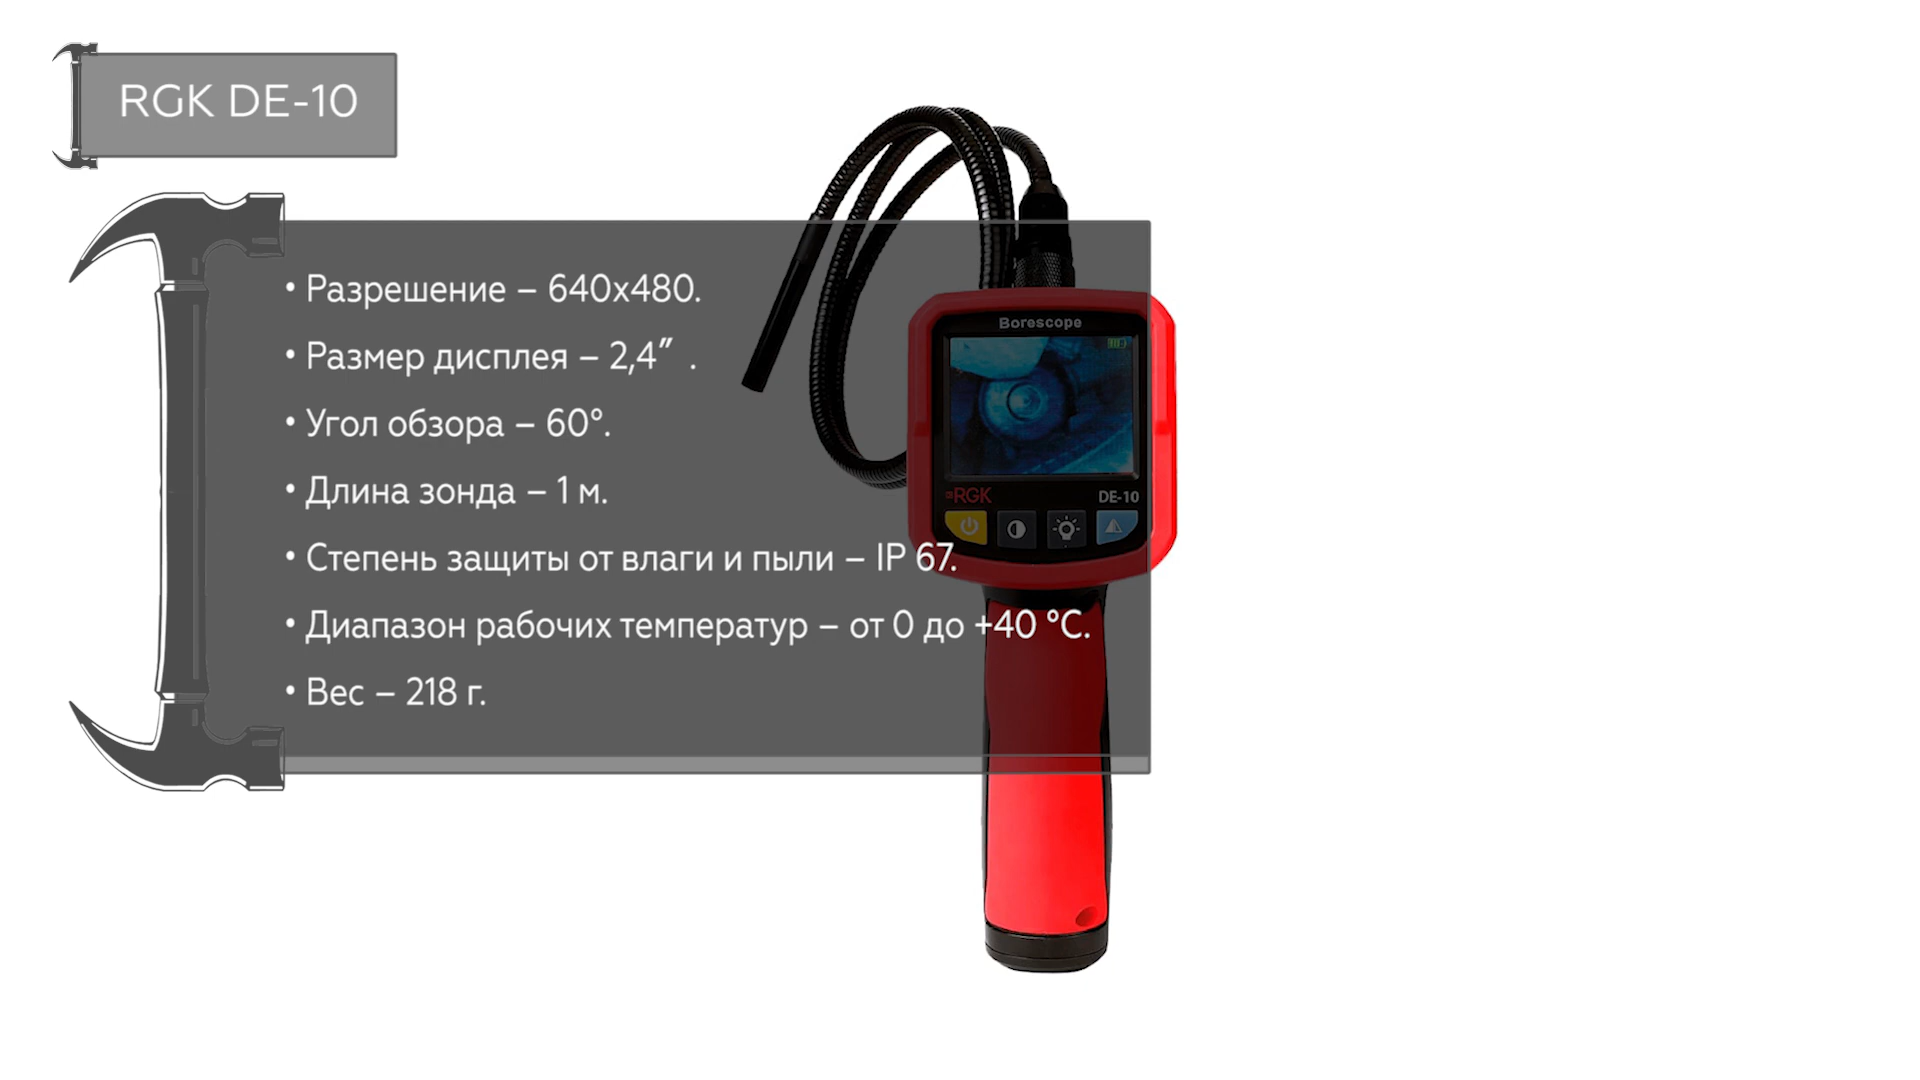 RGK DE-10
• Разрешение – 640х480.
• Размер дисплея – 2,4″ .
• Угол обзора – 60°.
• Длина зонда – 1 м.
• Степень защиты от влаги и пыли – IP 67.
• Диапазон рабочих температур – от 0 до +40 °С.
• Вес – 218 г.
Borescope
RGK DE-10